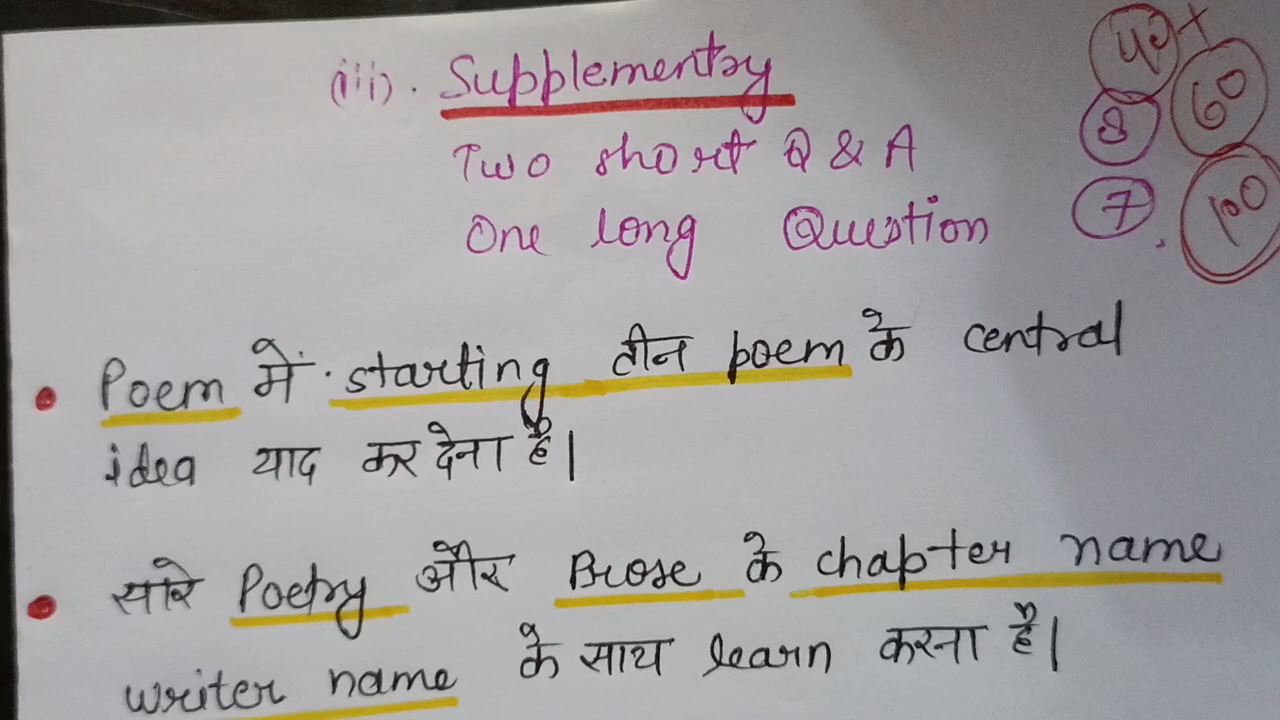 (iii). Supplementry
Two short Q & A
One long Question
40+
8
60
7
100
Poem में starting तीन poem के central
idea याद कर देना है।
सारे Poetry और Prose के chapter name
writer name के साथ learn करना है।